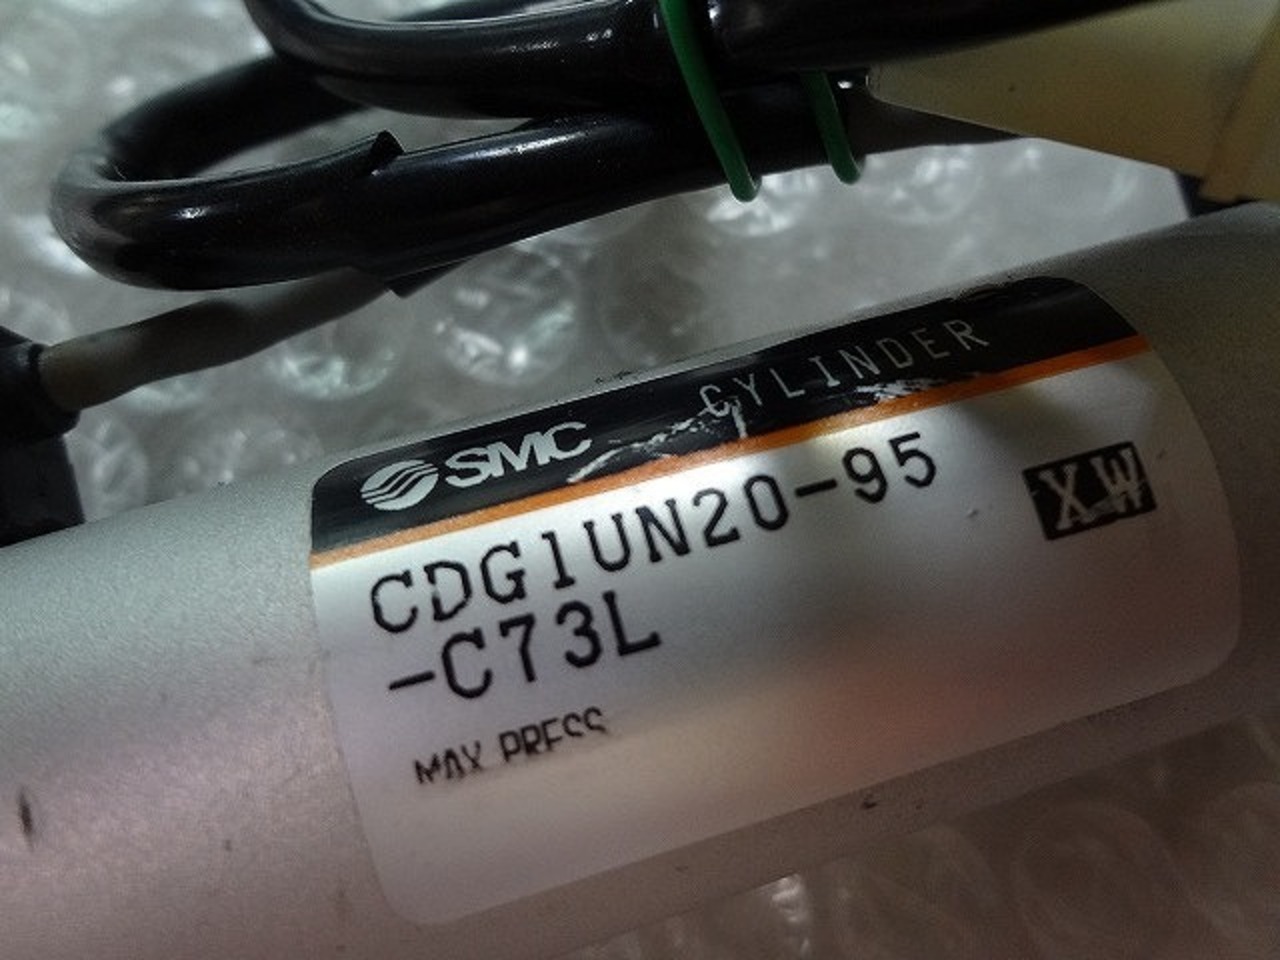 SMC CYLINDER
CDG1UN20-95 XW
-C73L
MAX PRESS